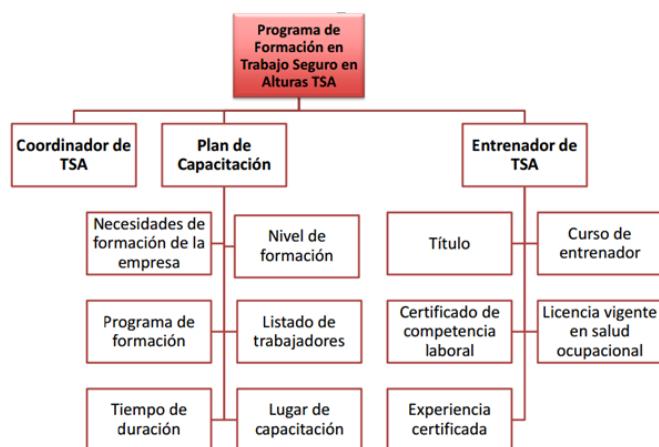 Programa de
Formación en
Trabajo Seguro en
Alturas TSA
Coordinador de
TSA
Plan de
Capacitación
Entrenador de
TSA
Necesidades de
formación de la
empresa
Nivel de
formación
Título
Curso de
entrenador
Programa de
formación
Listado de
trabajadores
Certificado de
competencia
laboral
Licencia vigente
en salud
ocupacional
Tiempo de
duración
Lugar de
capacitación
Experiencia
certificada